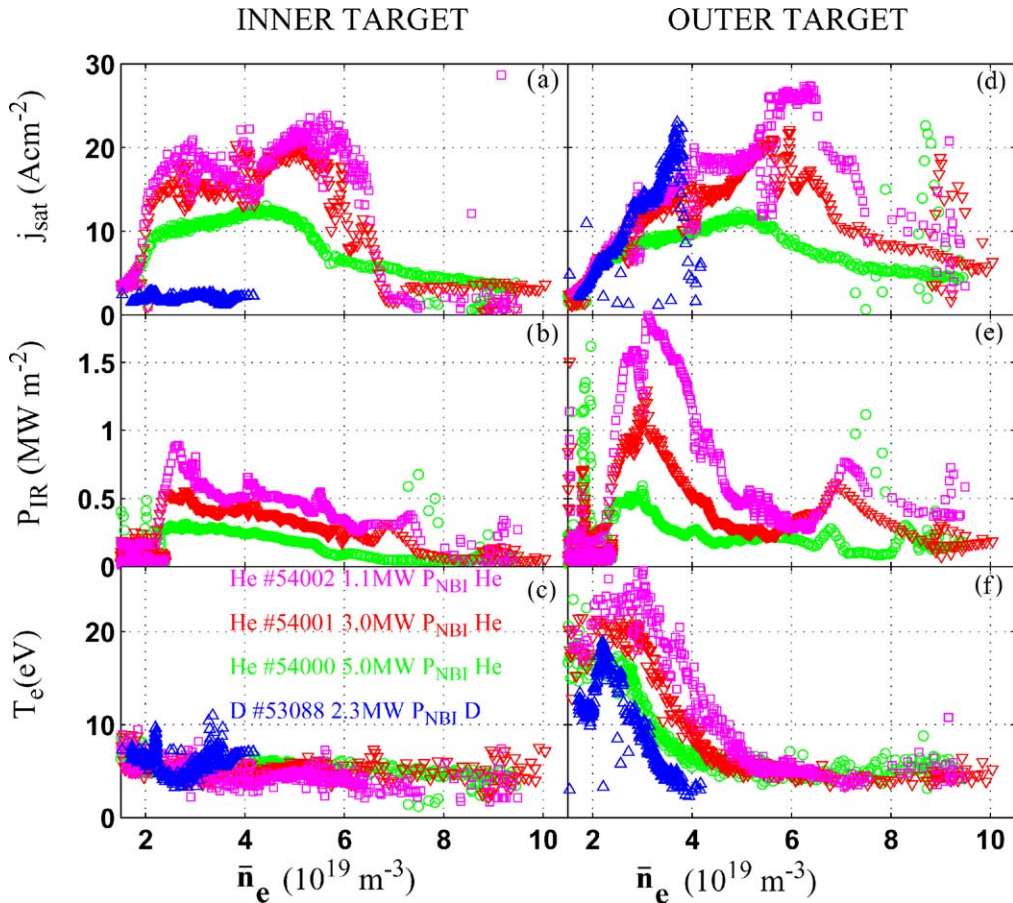 INNER TARGET
OUTER TARGET
j_sat (Acm^-2)
30
20
10
0
(a)
(d)
P_IR (MW m^-2)
1.5
1
0.5
0
(b)
(e)
T_e(eV)
20
10
0
He #54002 1.1MW P_NBI He
He #54001 3.0MW P_NBI He
He #54000 5.0MW P_NBI He
D #53088 2.3MW P_NBI D
(c)
(f)
2 4 6 8 10
2 4 6 8 10
n̄_e (10^19 m^-3)
n̄_e (10^19 m^-3)